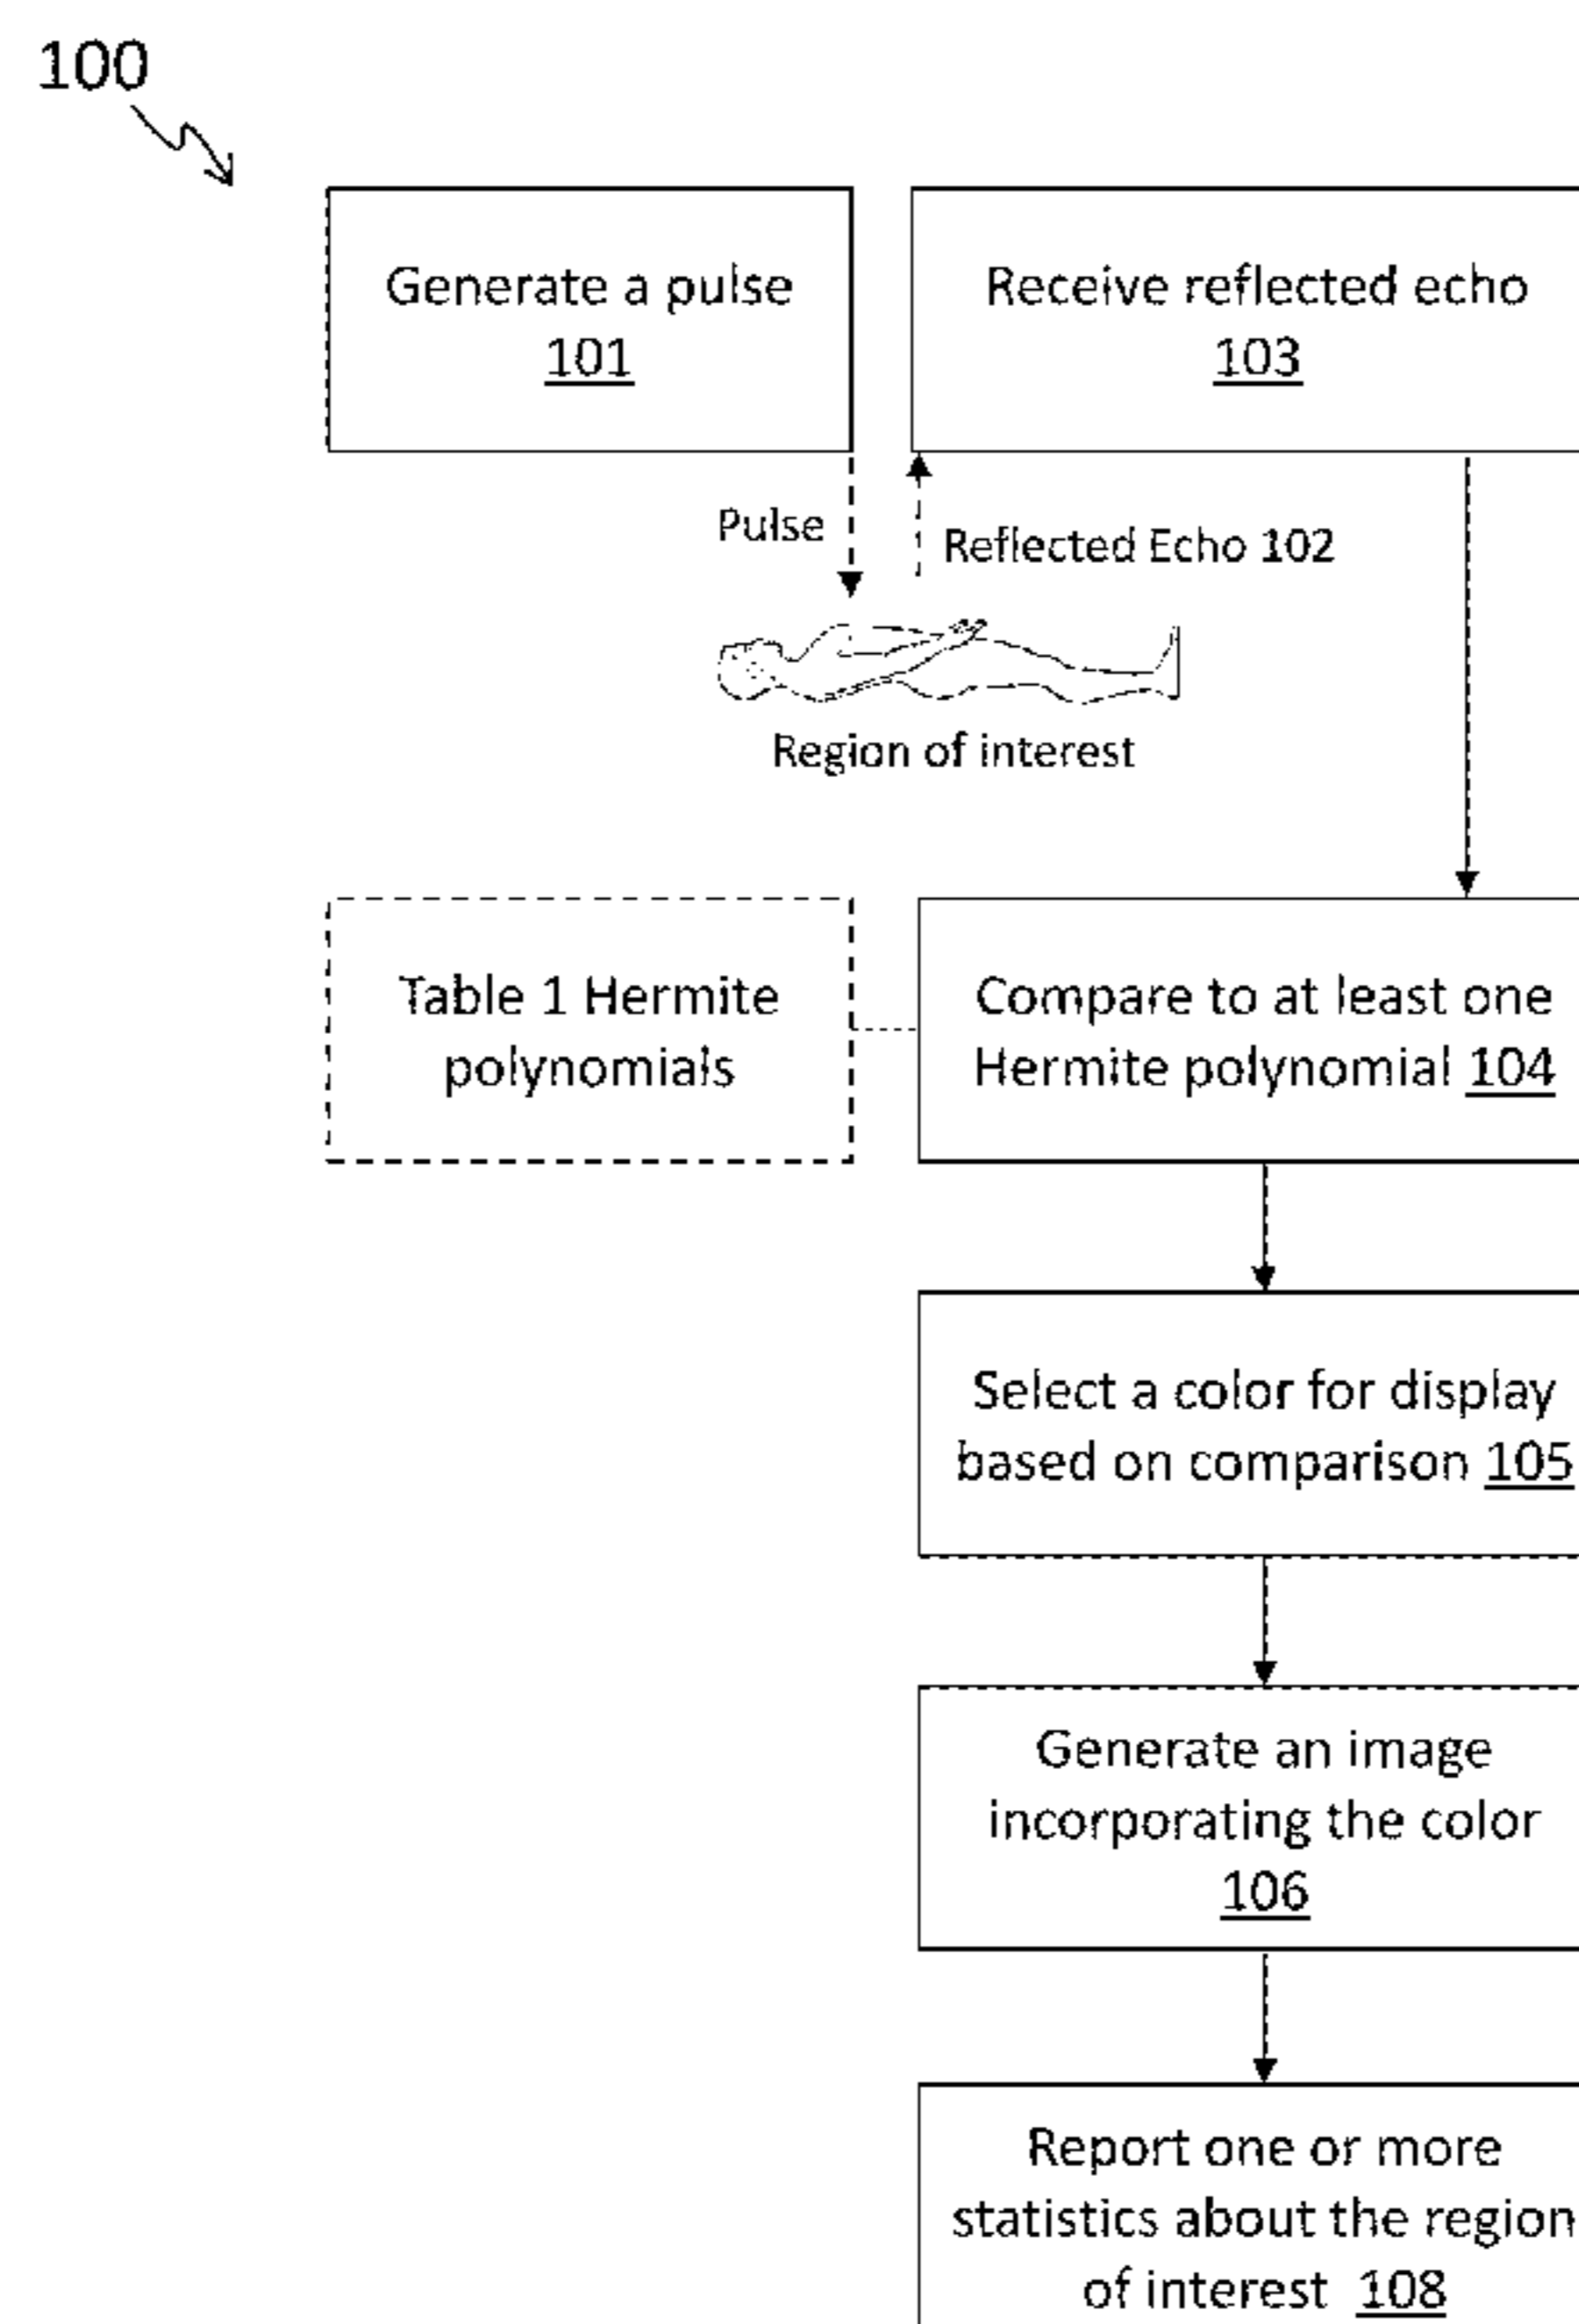 100
Generate a pulse
101
Receive reflected echo
103
Pulse
Reflected Echo 102
Region of interest
Table 1 Hermite
polynomials
Compare to at least one
Hermite polynomial 104
Select a color for display
based on comparison 105
Generate an image
incorporating the color
106
Report one or more
statistics about the region
of interest 108